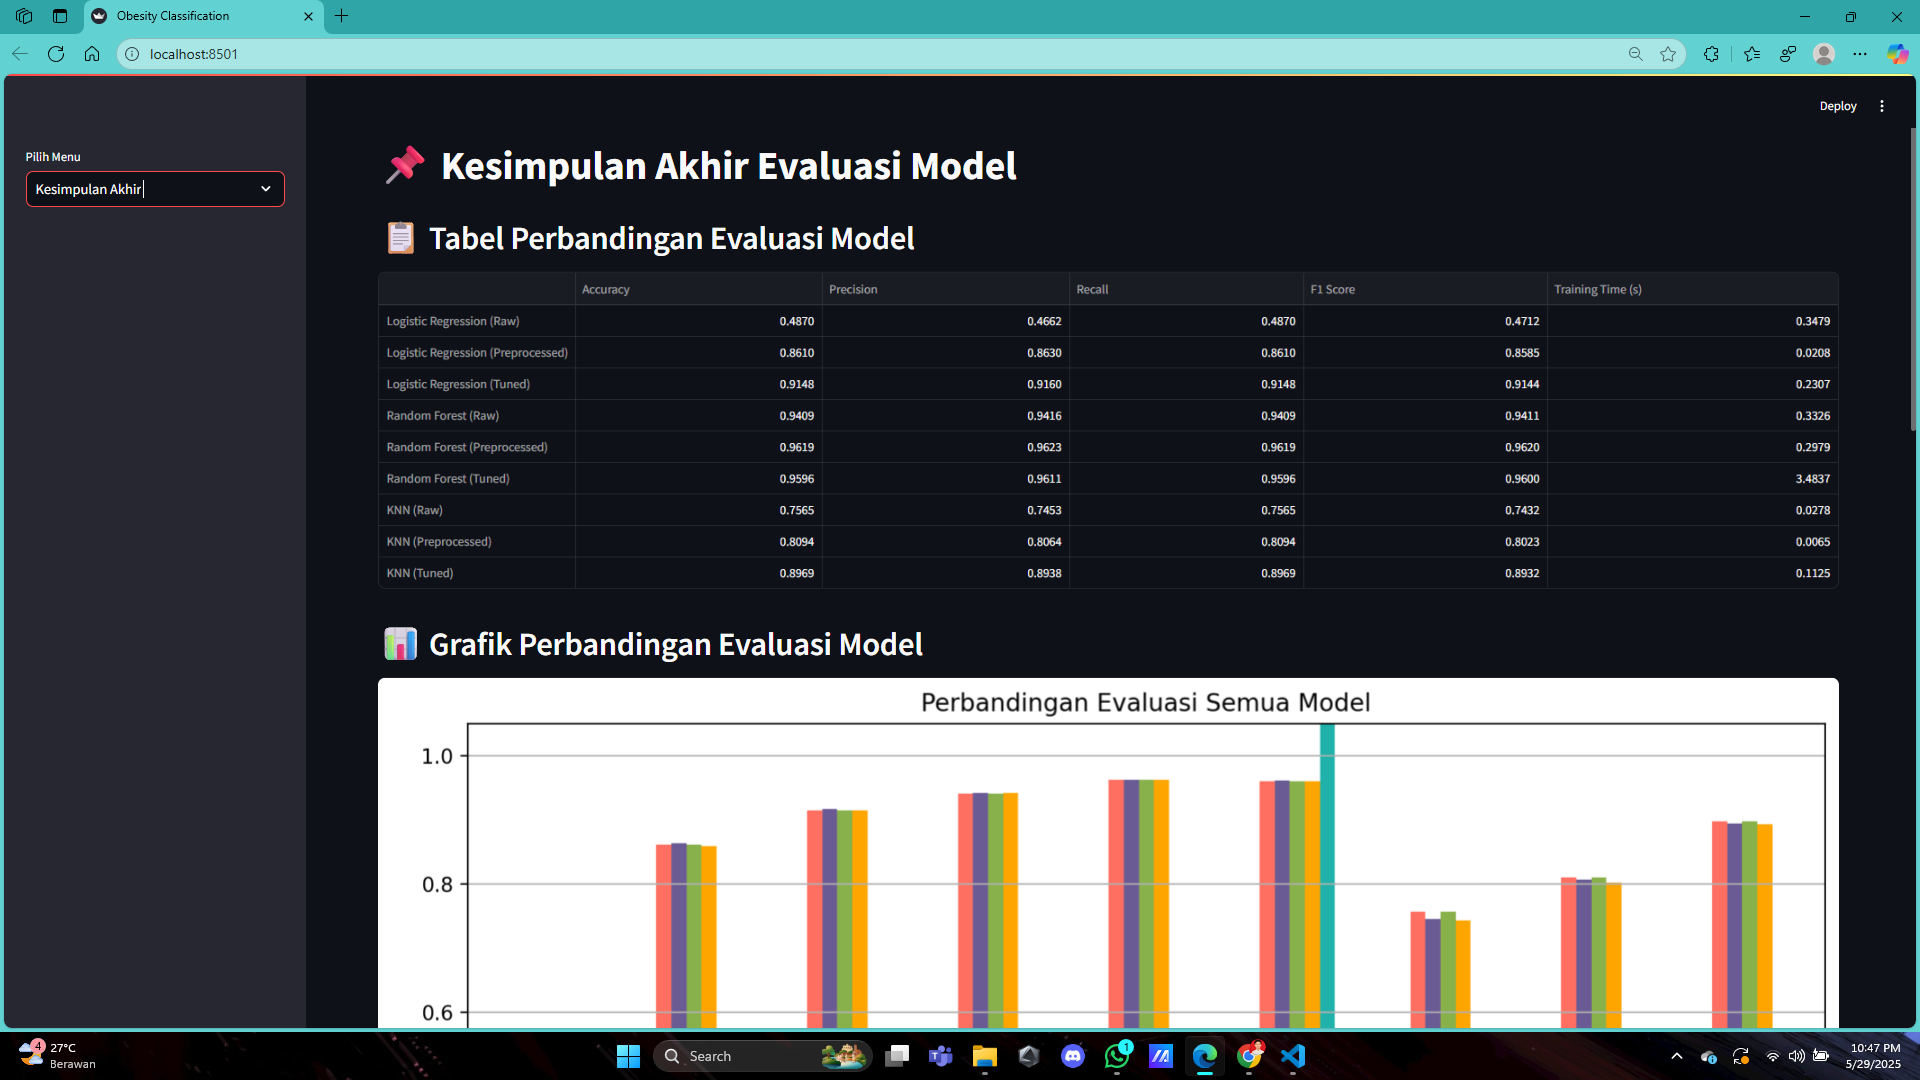 Obesity Classification
localhost:8501
Deploy
Pilih Menu
Kesimpulan Akhir
Kesimpulan Akhir Evaluasi Model
Tabel Perbandingan Evaluasi Model
Accuracy Precision Recall F1 Score Training Time (s)
Logistic Regression (Raw) 0.4870 0.4662 0.4870 0.4712 0.3479
Logistic Regression (Preprocessed) 0.8610 0.8630 0.8610 0.8585 0.0208
Logistic Regression (Tuned) 0.9148 0.9160 0.9148 0.9144 0.2307
Random Forest (Raw) 0.9409 0.9416 0.9409 0.9411 0.3326
Random Forest (Preprocessed) 0.9619 0.9623 0.9619 0.9620 0.2979
Random Forest (Tuned) 0.9596 0.9611 0.9596 0.9600 3.4837
KNN (Raw) 0.7565 0.7453 0.7565 0.7432 0.0278
KNN (Preprocessed) 0.8094 0.8064 0.8094 0.8023 0.0065
KNN (Tuned) 0.8969 0.8938 0.8969 0.8932 0.1125
Grafik Perbandingan Evaluasi Model
Perbandingan Evaluasi Semua Model
1.0
0.8
0.6
4
27°C
Berawan
Search
1
10:47 PM
5/29/2025